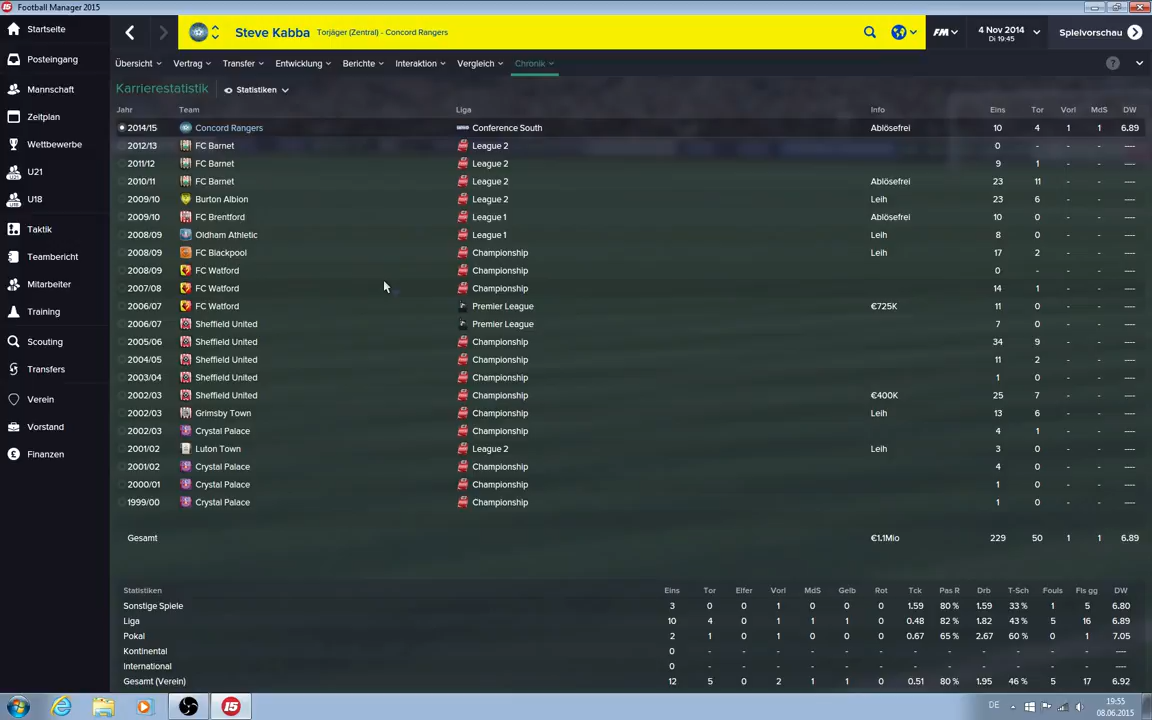 Football Manager 2015
Startseite
Posteingang
Mannschaft
Zeitplan
Wettbewerbe
U21
U18
Taktik
Teambericht
Mitarbeiter
Training
Scouting
Transfers
Verein
Vorstand
Finanzen
Steve Kabba Torjäger (Zentral) - Concord Rangers FM 4 Nov 2014 Di 19:45 Spielvorschau
Übersicht Vertrag Transfer Entwicklung Berichte Interaktion Vergleich Chronik ?
Karrierestatistik Statistiken
Jahr Team Liga Info Eins Tor Vorl MdS DW
2014/15 Concord Rangers Conference South Ablösefrei 10 4 1 1 6.89
2012/13 FC Barnet League 2 0 - - - ----
2011/12 FC Barnet League 2 9 1 - - ----
2010/11 FC Barnet League 2 Ablösefrei 23 11 - - ----
2009/10 Burton Albion League 2 Leih 23 6 - - ----
2009/10 FC Brentford League 1 Ablösefrei 10 0 - - ----
2008/09 Oldham Athletic League 1 Leih 8 0 - - ----
2008/09 FC Blackpool Championship Leih 17 2 - - ----
2008/09 FC Watford Championship 0 - - - ----
2007/08 FC Watford Championship 14 1 - - ----
2006/07 FC Watford Premier League €725K 11 0 - - ----
2006/07 Sheffield United Premier League 7 0 - - ----
2005/06 Sheffield United Championship 34 9 - - ----
2004/05 Sheffield United Championship 11 2 - - ----
2003/04 Sheffield United Championship 1 0 - - ----
2002/03 Sheffield United Championship €400K 25 7 - - ----
2002/03 Grimsby Town Championship Leih 13 6 - - ----
2002/03 Crystal Palace Championship 4 1 - - ----
2001/02 Luton Town League 2 Leih 3 0 - - ----
2001/02 Crystal Palace Championship 4 0 - - ----
2000/01 Crystal Palace Championship 1 0 - - ----
1999/00 Crystal Palace Championship 1 0 - - ----
Gesamt €1.1Mio 229 50 1 1 6.89
Statistiken Eins Tor Elfer Vorl MdS Gelb Rot Tck Pas R Drb T-Sch Fouls Fls gg DW
Sonstige Spiele 3 0 0 1 0 0 0 1.59 80 % 1.59 33 % 1 5 6.80
Liga 10 4 0 1 1 1 0 0.48 82 % 1.82 43 % 5 16 6.89
Pokal 2 1 0 1 0 0 0 0.67 65 % 2.67 60 % 0 1 7.05
Kontinental 0 - - - - - - - - - - - - ----
International 0 - - - - - - - - - - - - ----
Gesamt (Verein) 12 5 0 2 1 1 0 0.51 80 % 1.95 46 % 5 17 6.92
15
DE 19:55
08.06.2015